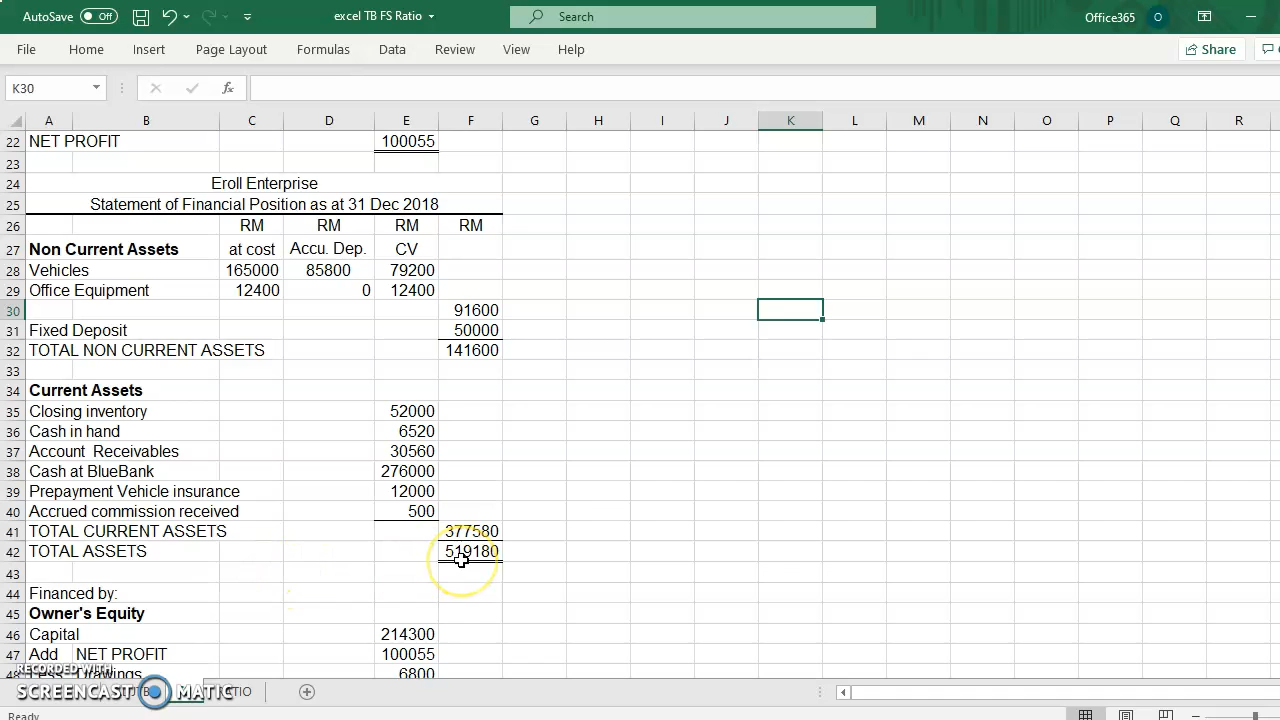 AutoSave Off excel TB FS Ratio Search Office365 O
File Home Insert Page Layout Formulas Data Review View Help Share
K30 fx
A B C D E F G H I J K L M N O P Q R
22 NET PROFIT 100055
23
24 Eroll Enterprise
25 Statement of Financial Position as at 31 Dec 2018
26 RM RM RM RM
27 Non Current Assets at cost Accu. Dep. CV
28 Vehicles 165000 85800 79200
29 Office Equipment 12400 0 12400
30 91600
31 Fixed Deposit 50000
32 TOTAL NON CURRENT ASSETS 141600
33
34 Current Assets
35 Closing inventory 52000
36 Cash in hand 6520
37 Account Receivables 30560
38 Cash at BlueBank 276000
39 Prepayment Vehicle insurance 12000
40 Accrued commission received 500
41 TOTAL CURRENT ASSETS 377580
42 TOTAL ASSETS 519180
43
44 Financed by:
45 Owner's Equity
46 Capital 214300
47 Add NET PROFIT 100055
48 Less Drawings 6800
RECORDED WITH
SCREENCAST MATIC
Ready